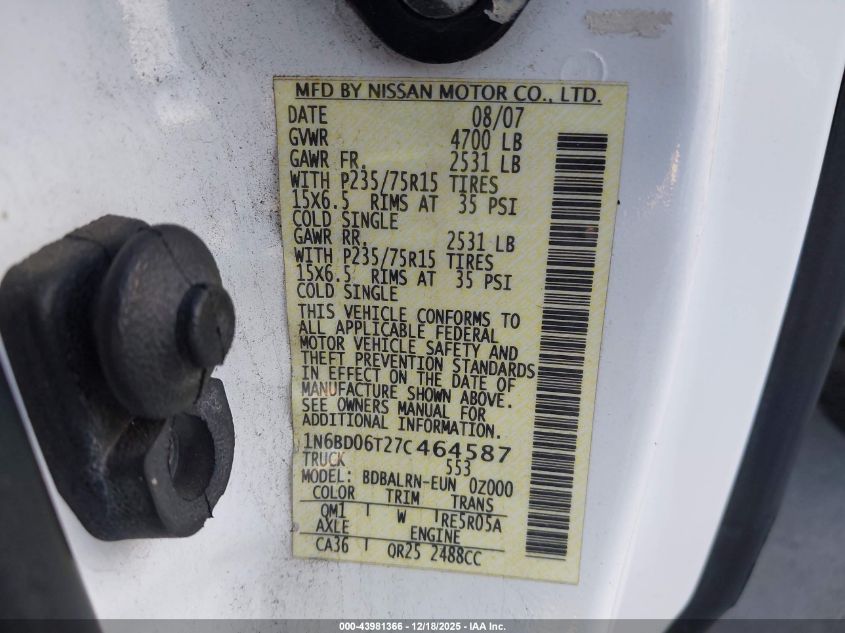 MFD BY NISSAN MOTOR CO., LTD.
DATE 08/07
GVWR 4700 LB
GAWR FR. 2531 LB
WITH P235/75R15 TIRES
15X6.5 RIMS AT 35 PSI
COLD SINGLE
GAWR RR. 2531 LB
WITH P235/75R15 TIRES
15X6.5 RIMS AT 35 PSI
COLD SINGLE
THIS VEHICLE CONFORMS TO
ALL APPLICABLE FEDERAL
MOTOR VEHICLE SAFETY AND
THEFT PREVENTION STANDARDS
IN EFFECT ON THE DATE OF
MANUFACTURE SHOWN ABOVE.
SEE OWNERS MANUAL FOR
ADDITIONAL INFORMATION.
1N6BD06T27C464587
TRUCK 553
MODEL: BDBALRN-EUN 0Z000
COLOR TRIM TRANS
QM1 W RE5R05A
AXLE ENGINE
CA36 QR25 2488CC
000-43981366 - 12/18/2025 - IAA Inc.